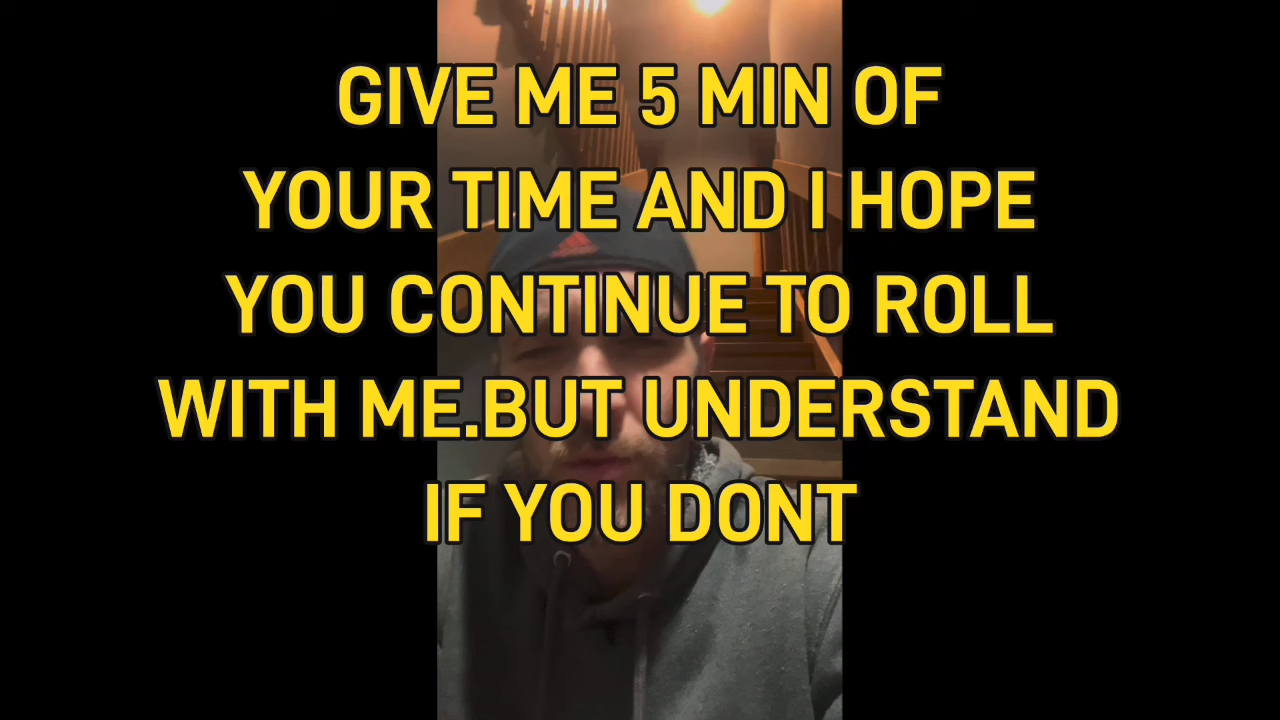 GIVE ME 5 MIN OF
YOUR TIME AND I HOPE
YOU CONTINUE TO ROLL
WITH ME.BUT UNDERSTAND
IF YOU DONT